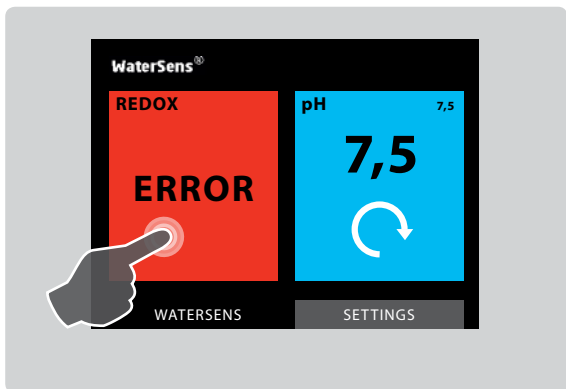 WaterSens®
REDOX
ERROR
pH 7,5
7,5
WATERSENS
SETTINGS